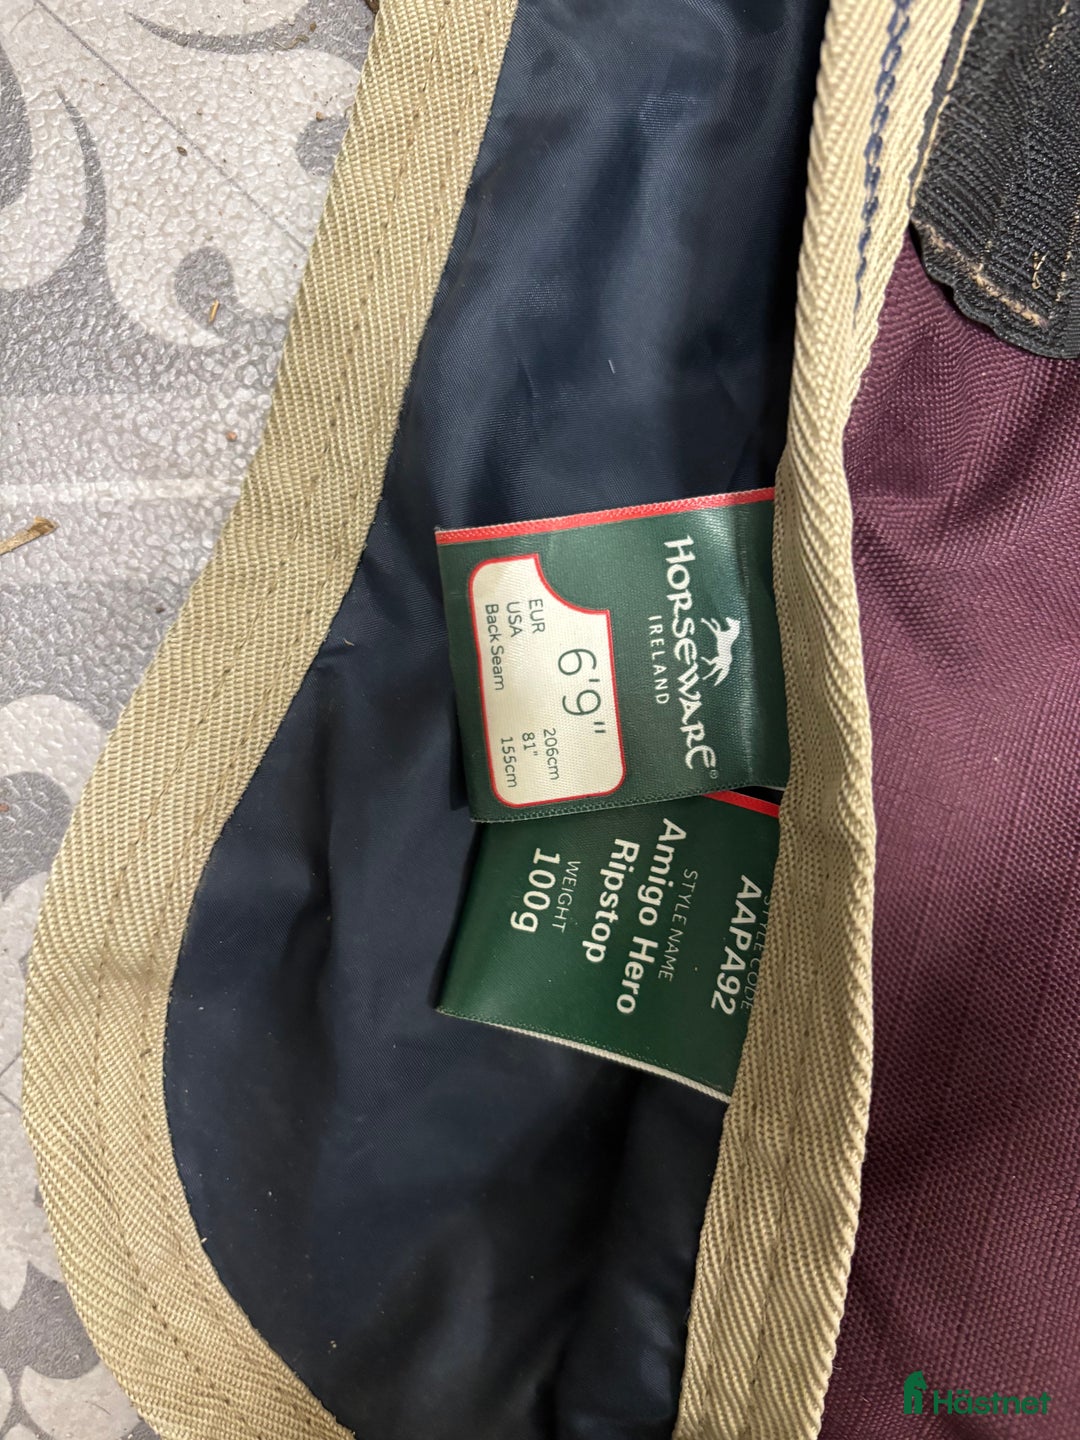 HORSEWARE®
IRELAND
6'9"
EUR 206cm
USA 81"
Back Seam 155cm
STYLE CODE
AAPA92
STYLE NAME
Amigo Hero
Ripstop
WEIGHT
100g
Hästnet